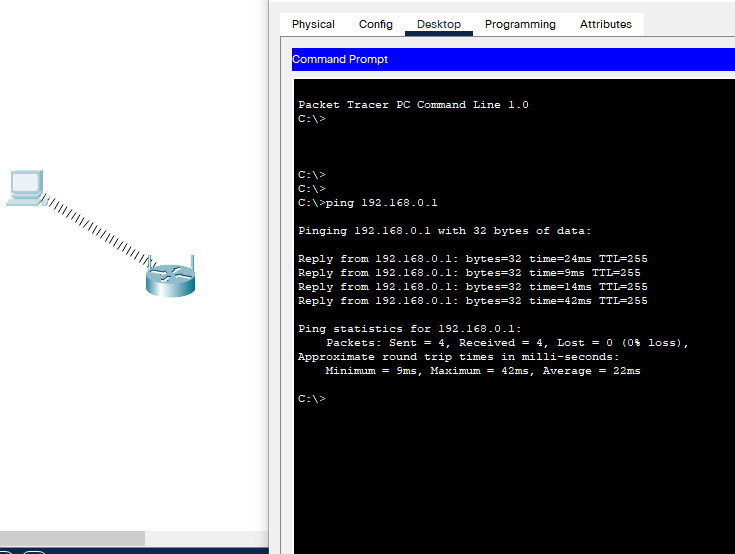 Physical Config Desktop Programming Attributes
Command Prompt
Packet Tracer PC Command Line 1.0
C:\>
C:\>
C:\>
C:\>ping 192.168.0.1
Pinging 192.168.0.1 with 32 bytes of data:
Reply from 192.168.0.1: bytes=32 time=24ms TTL=255
Reply from 192.168.0.1: bytes=32 time=9ms TTL=255
Reply from 192.168.0.1: bytes=32 time=14ms TTL=255
Reply from 192.168.0.1: bytes=32 time=42ms TTL=255
Ping statistics for 192.168.0.1:
Packets: Sent = 4, Received = 4, Lost = 0 (0% loss),
Approximate round trip times in milli-seconds:
Minimum = 9ms, Maximum = 42ms, Average = 22ms
C:\>